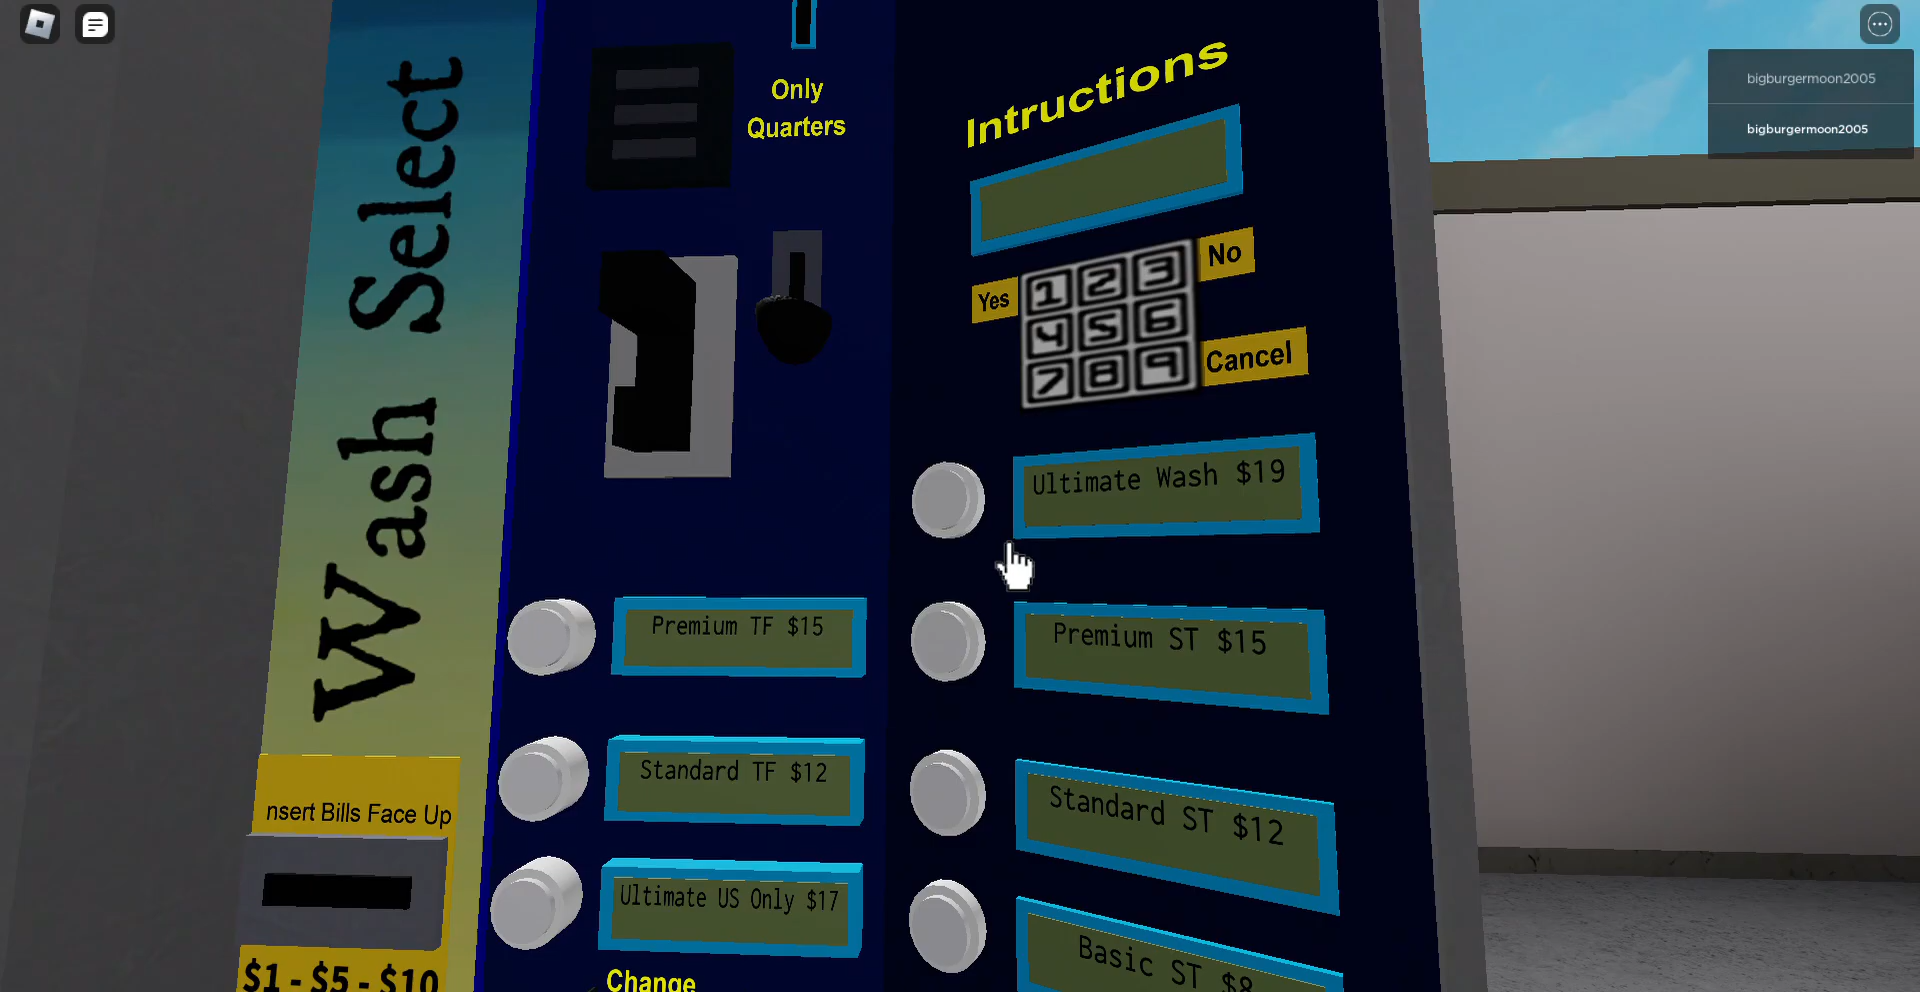 bigburgermoon2005
bigburgermoon2005
Wash Select
Only
Quarters
Intructions
Yes
No
Cancel
1 2 3
4 5 6
7 8 9
Ultimate Wash $19
Premium TF $15
Premium ST $15
Standard TF $12
Standard ST $12
Ultimate US Only $17
Basic ST $8
nsert Bills Face Up
$1-$5-$10
Change